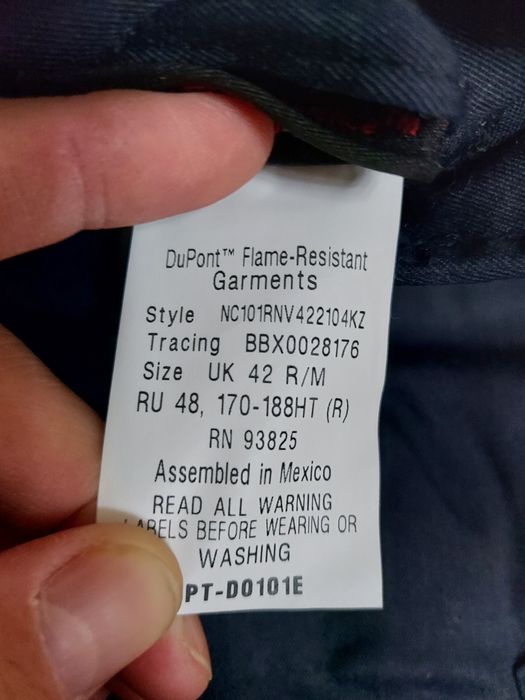 DuPont™ Flame-Resistant
Garments
Style NC101RNV422104KZ
Tracing BBX0028176
Size UK 42 R/M
RU 48, 170-188HT (R)
RN 93825
Assembled in Mexico
READ ALL WARNING
LABELS BEFORE WEARING OR
WASHING
PT-D0101E